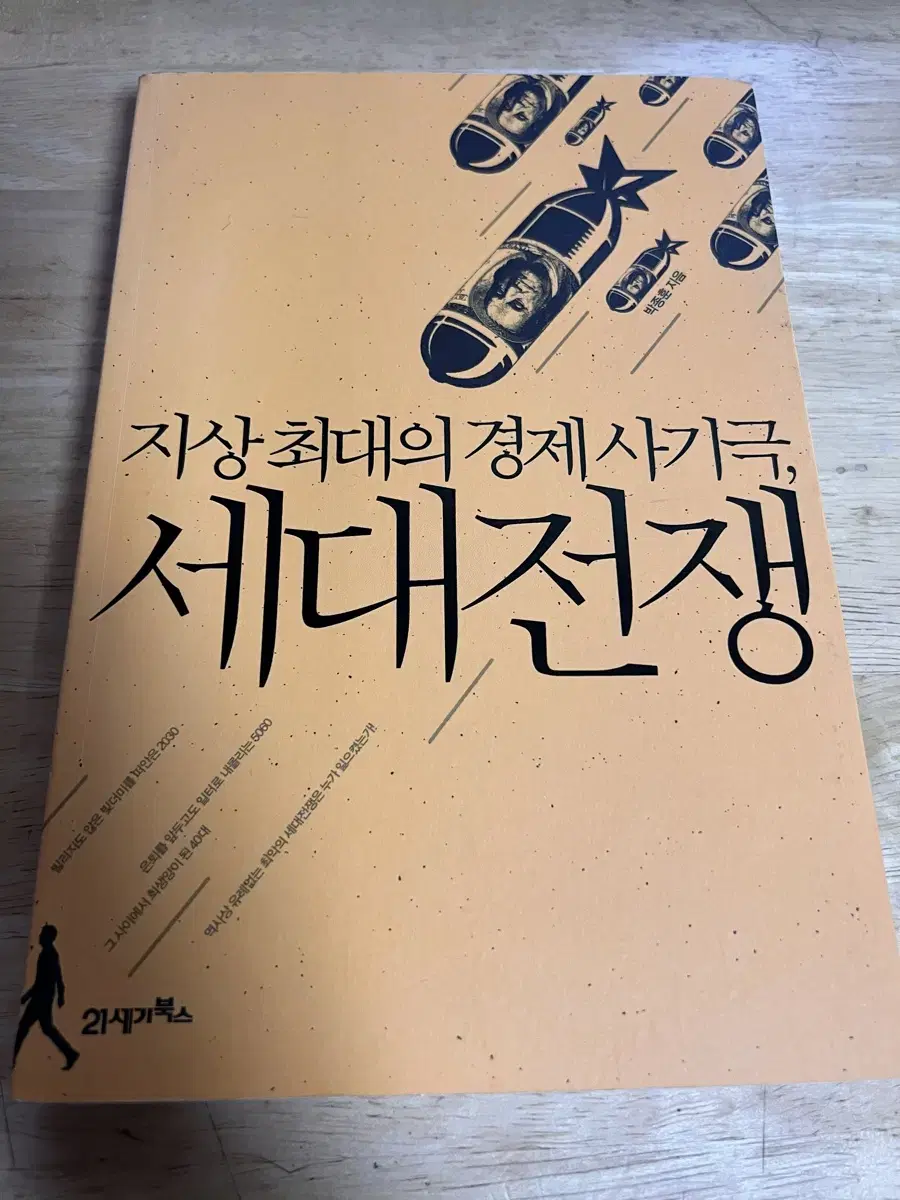 박종훈 지음
지상 최대의 경제 사기극,
세대전쟁
빌리지도 않은 빚더미를 떠안은 2030
은퇴를 앞두고도 일터로 내몰리는 5060
그 사이에서 희생양이 된 40대
역사상 유례없는 최악의 세대전쟁은 누가 일으켰는가!
21세기북스